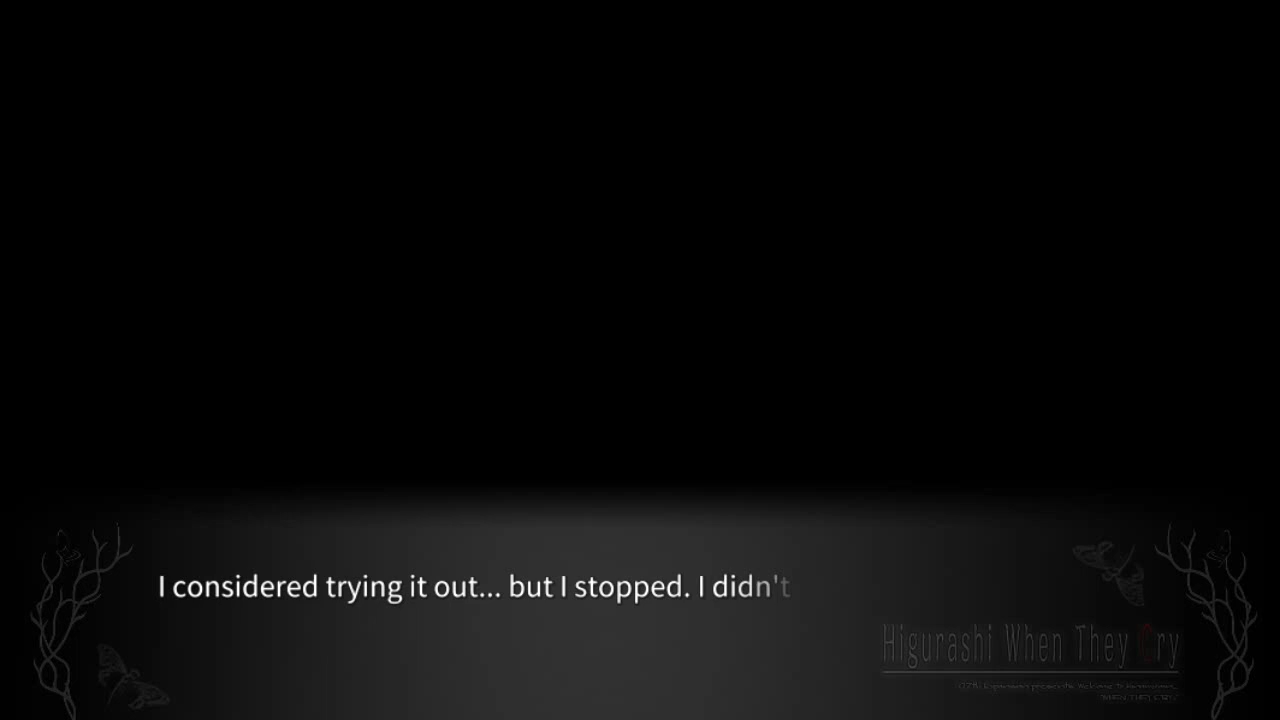 I considered trying it out... but I stopped. I didn't
Higurashi When They Cry